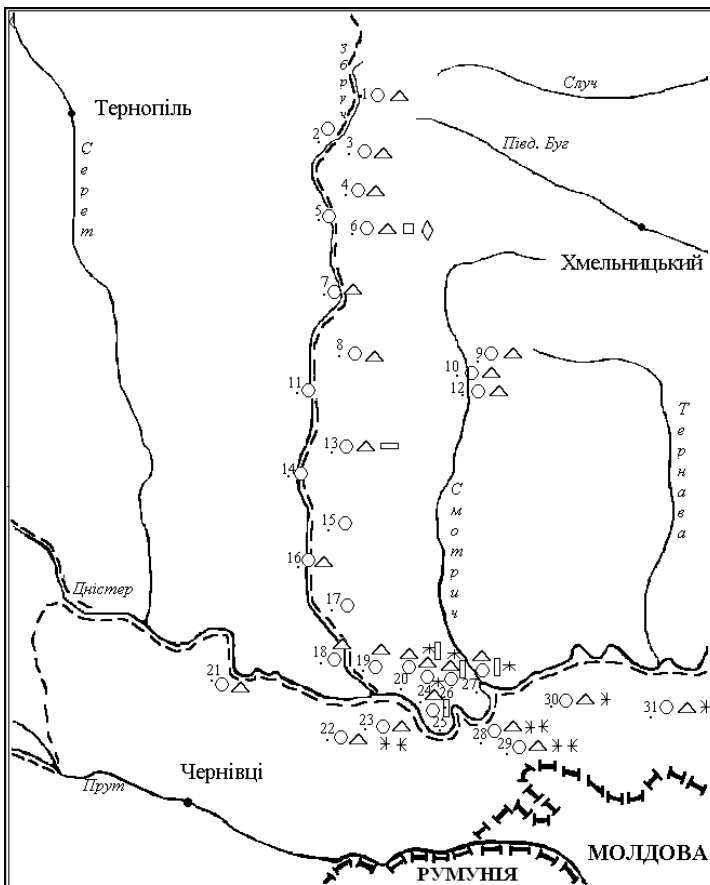 Збруч
Случ
Тернопіль
1
2
Півд. Буг
3
Серет
4
5
6
Хмельницький
7
8
9
10
11
12
Тернава
13
14
Смотрич
15
16
Дністер
17
18
19
20
21
24
26
27
25
30
31
22
23
28
29
Чернівці
Прут
МОЛДОВА
РУМУНІЯ